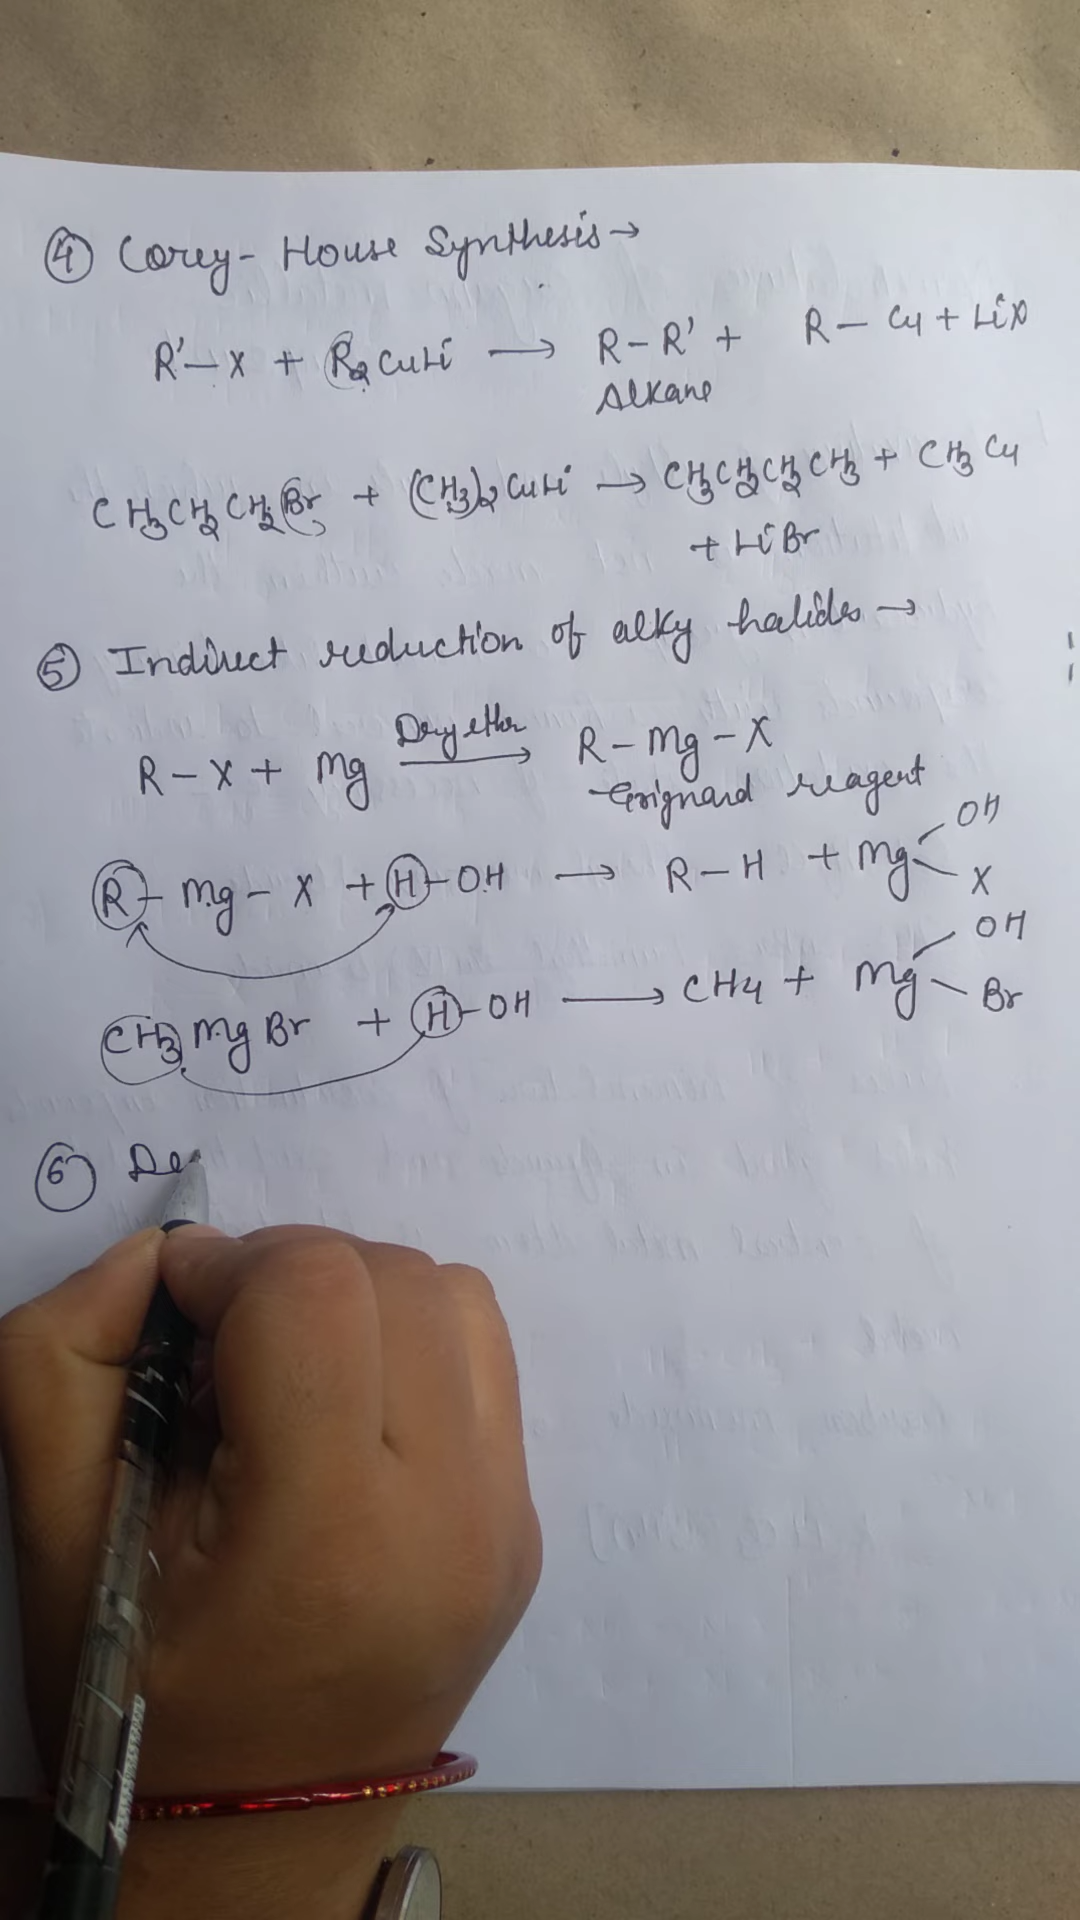 ④ Corey-House Synthesis →
R'-X + R₂CuLi → R-R' + R-Cu + LiX
Alkane
CH₃CH₂CH₂Br + (CH₃)₂CuLi → CH₃CH₂CH₂CH₃ + CH₃Cu
+ LiBr
⑤ Indirect reduction of alky halides →
R-X + Mg Dry ether → R-Mg-X
Grignard reagent
R-Mg-X + H-OH → R-H + Mg OH X
CH₃MgBr + H-OH → CH4 + Mg OH Br
⑥ De